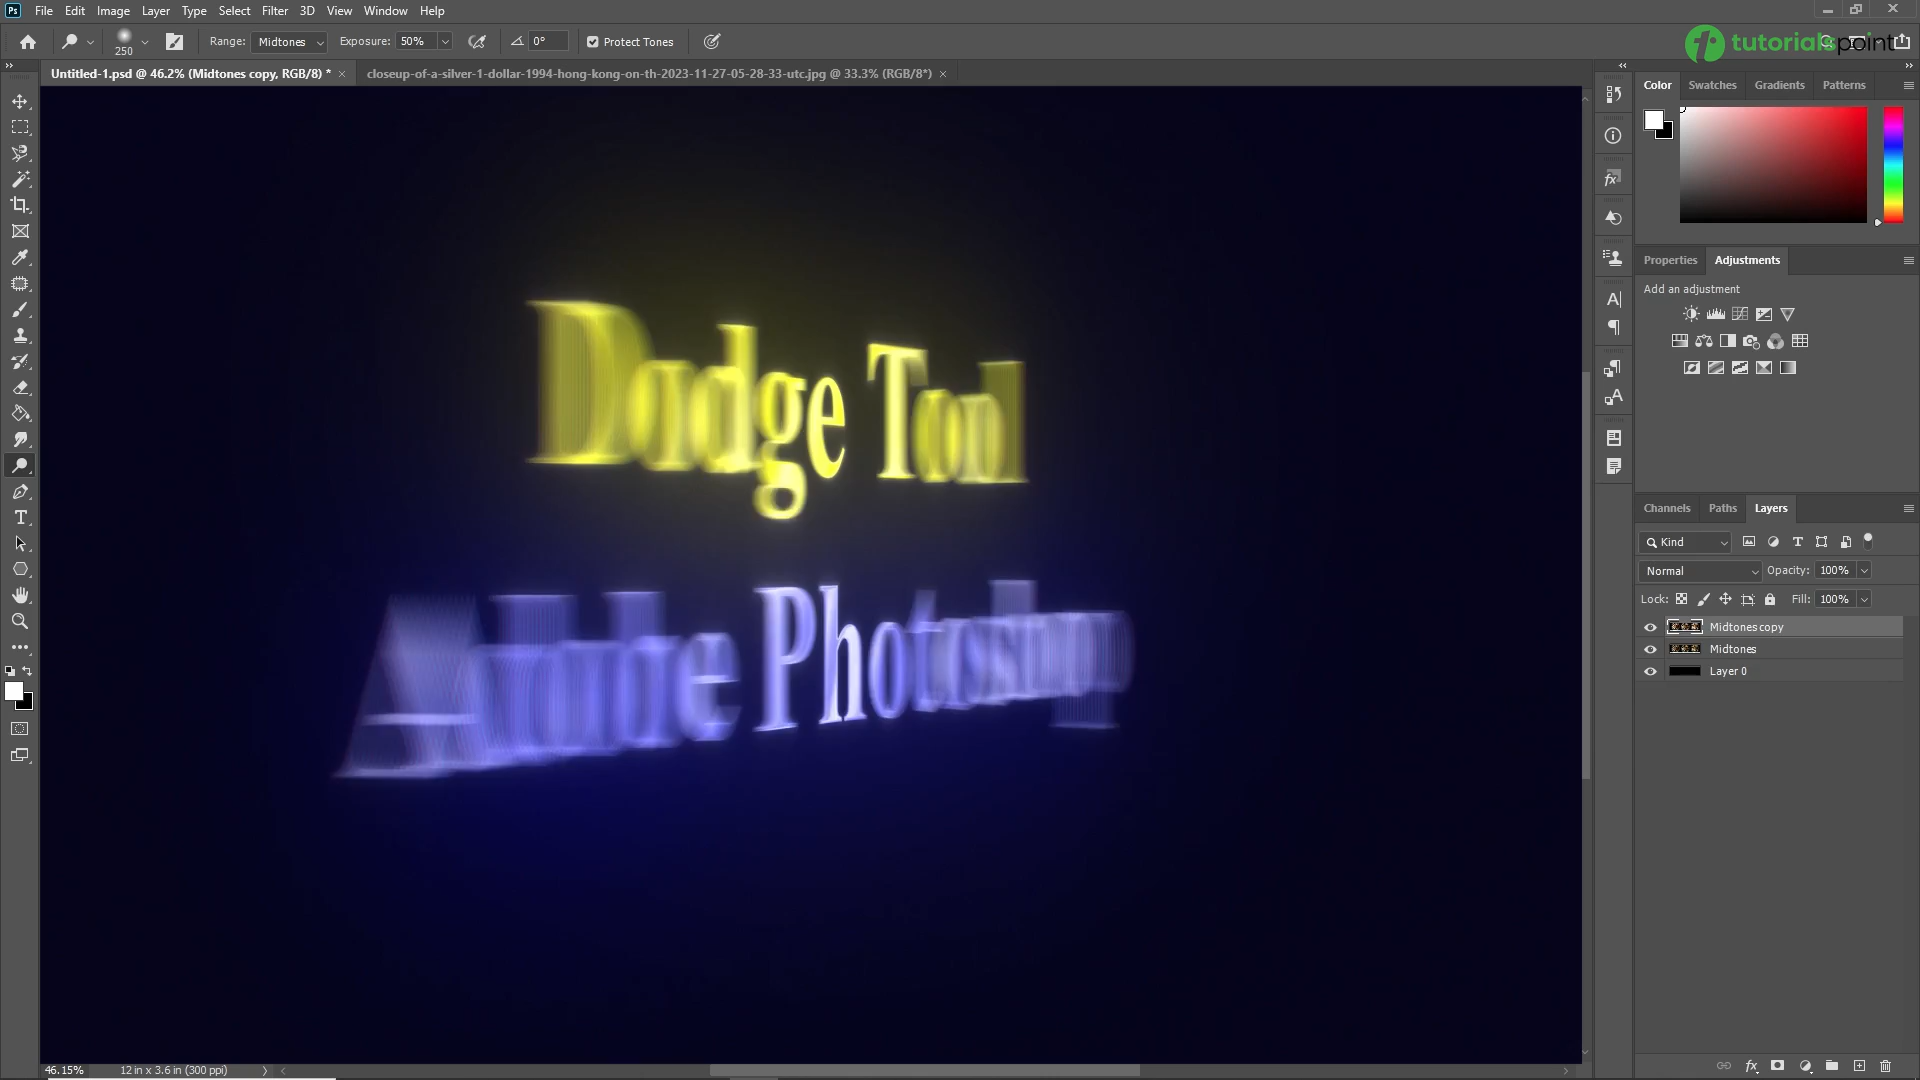 Ps File Edit Image Layer Type Select Filter 3D View Window Help
250 Range: Midtones Exposure: 50% 0° Protect Tones
tutorialspoint
Untitled-1.psd @ 46.2% (Midtones copy, RGB/8) * × closeup-of-a-silver-1-dollar-1994-hong-kong-on-th-2023-11-27-05-28-33-utc.jpg @ 33.3% (RGB/8*) ×
Color Swatches Gradients Patterns
Properties Adjustments
Add an adjustment
Dodge Tool
Adobe Photoshop
Channels Paths Layers
Kind
Normal Opacity: 100%
Lock: Fill: 100%
Midtones copy
Midtones
Layer 0
46.15% 12 in x 3.6 in (300 ppi)